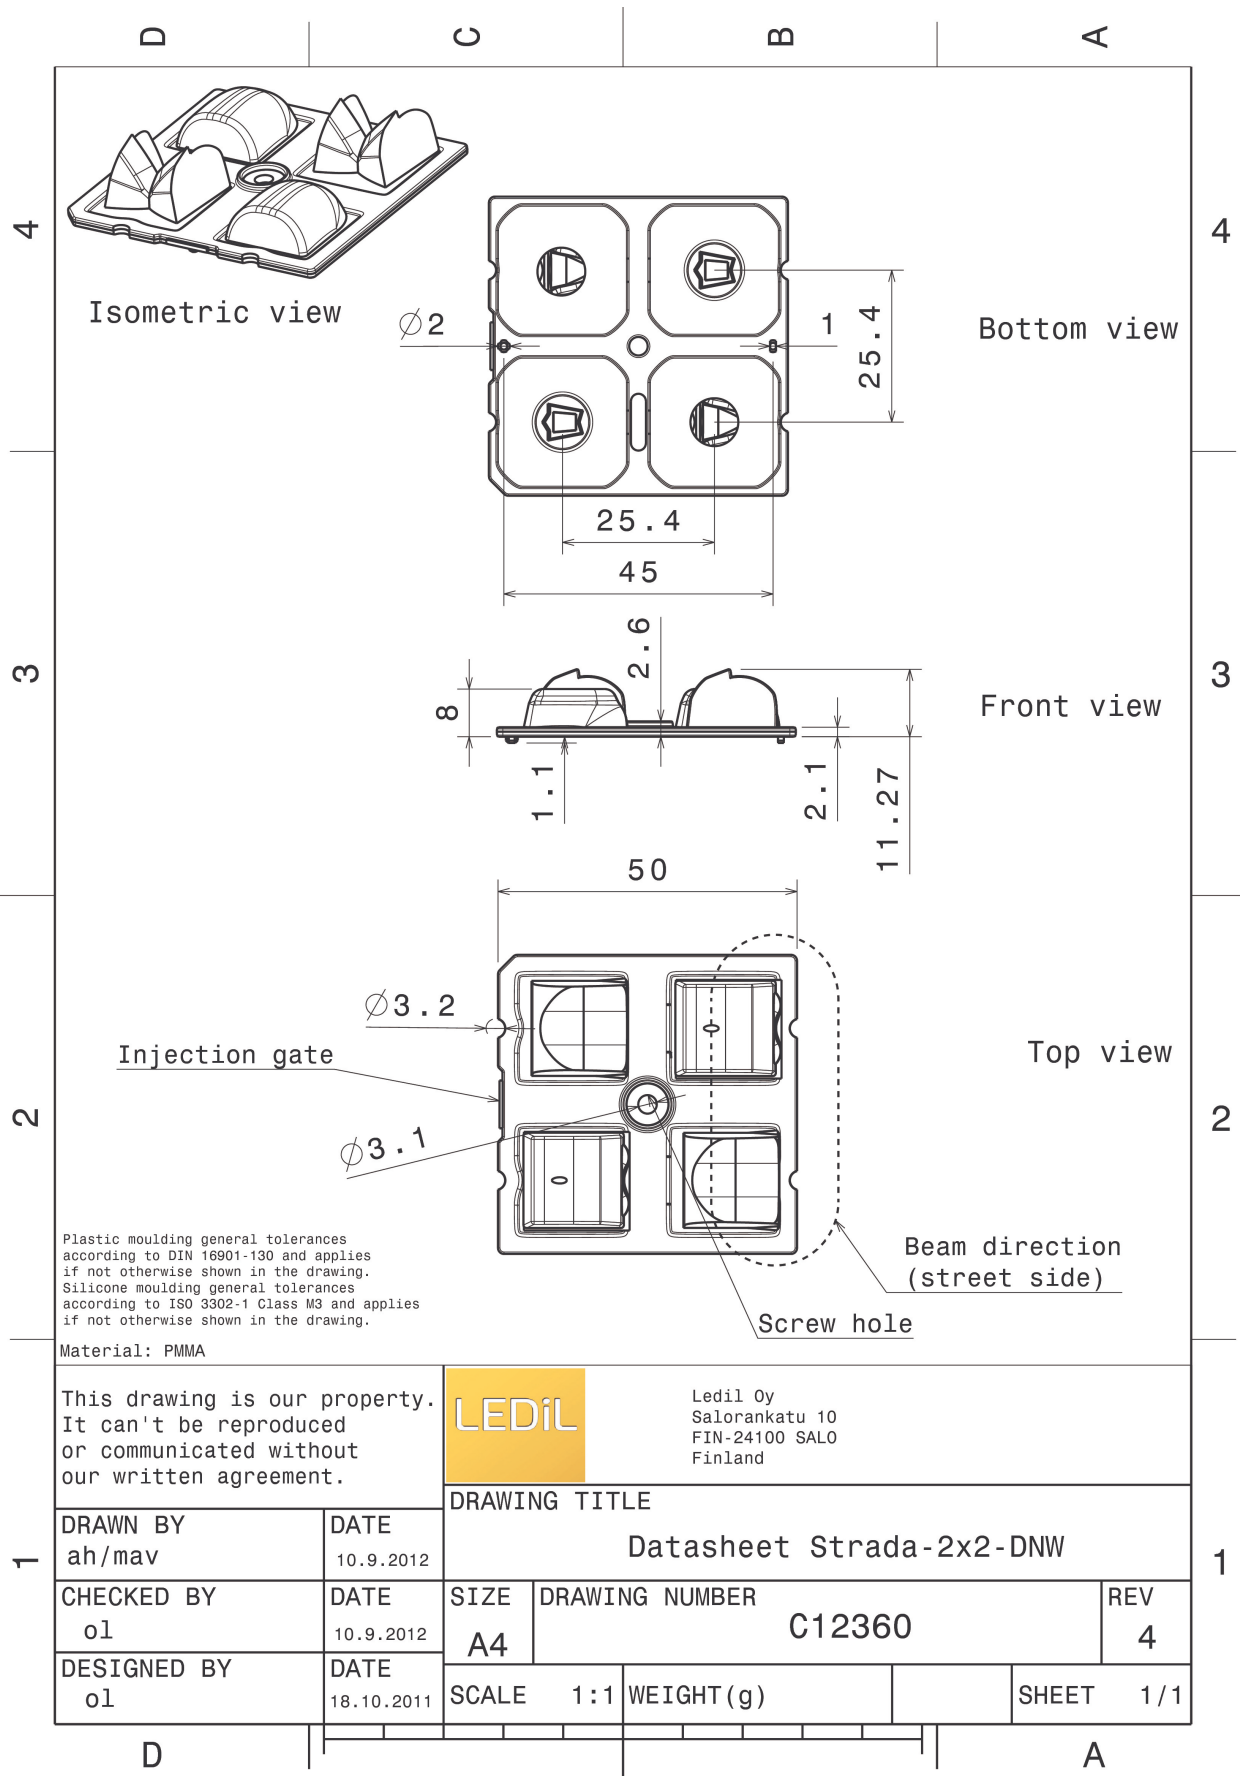 D
C
B
A
4
4
Isometric view
∅2
1
25.4
Bottom view
25.4
45
3
3
2.6
8
Front view
1.1
2.1
11.27
50
∅3.2
Injection gate
Top view
2
2
∅3.1
Plastic moulding general tolerances
according to DIN 16901-130 and applies
if not otherwise shown in the drawing.
Silicone moulding general tolerances
according to ISO 3302-1 Class M3 and applies
if not otherwise shown in the drawing.
Beam direction
(street side)
Screw hole
Material: PMMA
This drawing is our property.
It can't be reproduced
or communicated without
our written agreement.
LEDiL
Ledil Oy
Salorankatu 10
FIN-24100 SALO
Finland
DRAWING TITLE
Datasheet Strada-2x2-DNW
DRAWN BY
ah/mav
DATE
10.9.2012
1
1
CHECKED BY
ol
DATE
10.9.2012
SIZE
A4
DRAWING NUMBER
C12360
REV
4
DESIGNED BY
ol
DATE
18.10.2011
SCALE 1:1
WEIGHT(g)
SHEET 1/1
D
A